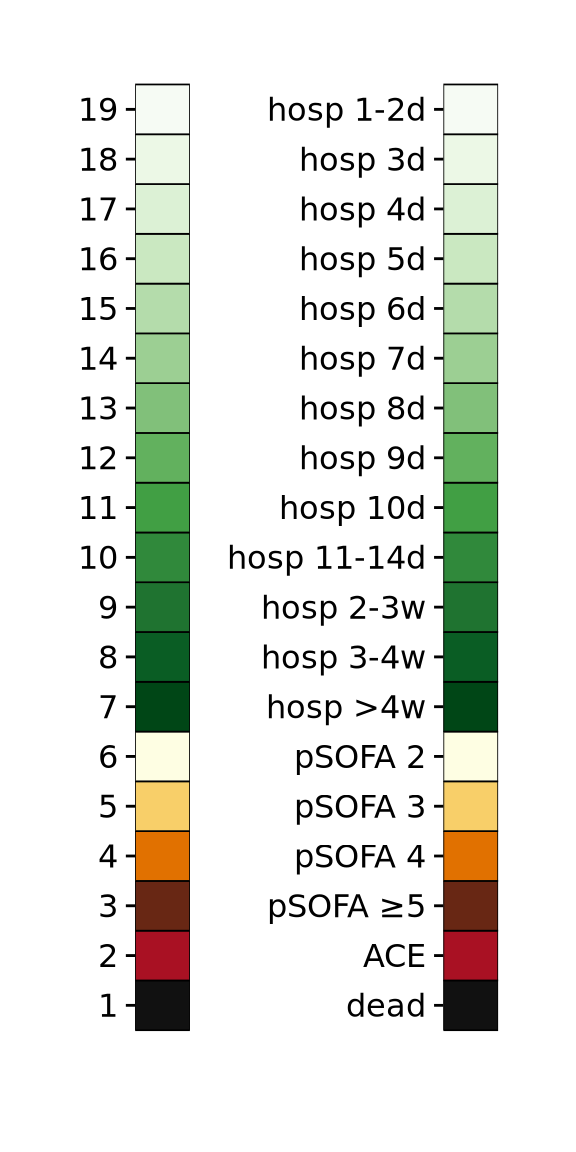 19 hosp 1-2d
18 hosp 3d
17 hosp 4d
16 hosp 5d
15 hosp 6d
14 hosp 7d
13 hosp 8d
12 hosp 9d
11 hosp 10d
10 hosp 11-14d
9 hosp 2-3w
8 hosp 3-4w
7 hosp >4w
6 pSOFA 2
5 pSOFA 3
4 pSOFA 4
3 pSOFA ≥5
2 ACE
1 dead